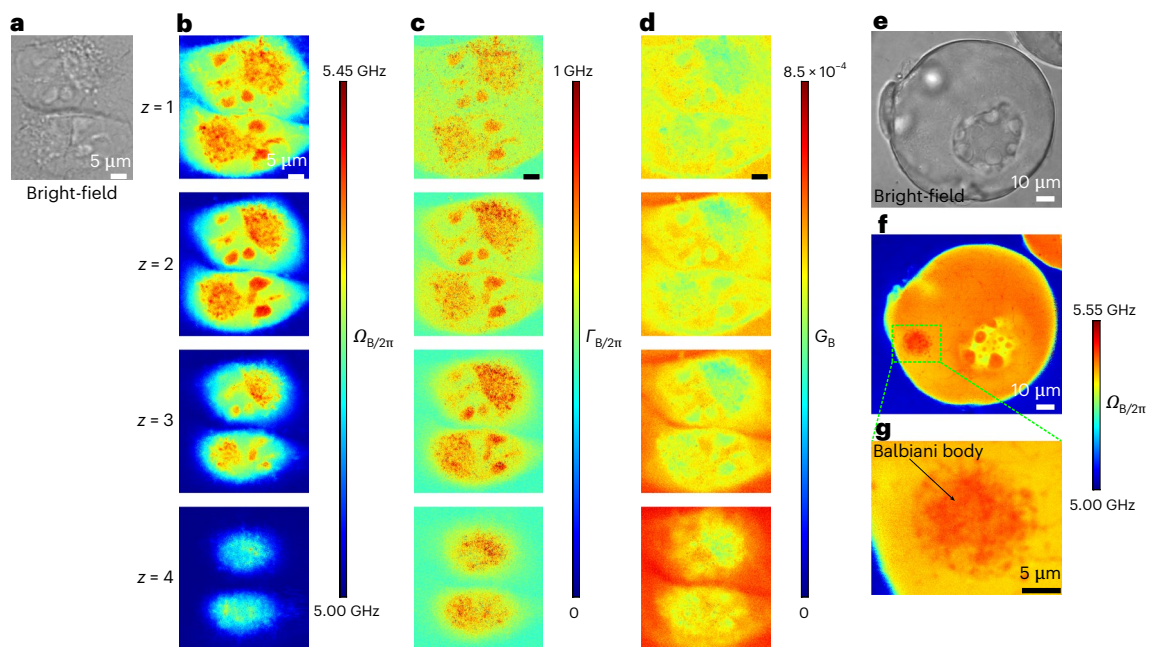 a
5 µm
Bright-field
b
z = 1
5 µm
z = 2
z = 3
z = 4
5.45 GHz
Ω_B/2π
5.00 GHz
c
1 GHz
Γ_B/2π
0
d
8.5 × 10⁻⁴
G_B
0
e
Bright-field
10 µm
f
10 µm
5.55 GHz
Ω_B/2π
5.00 GHz
g
Balbiani body
5 µm